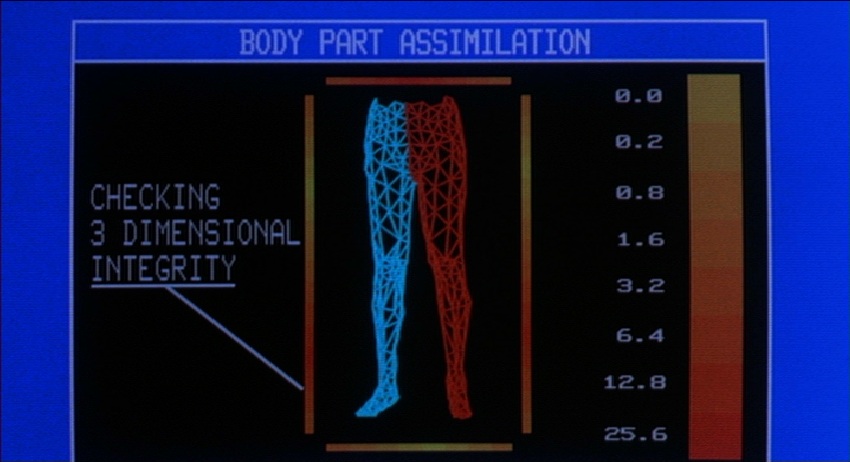 BODY PART ASSIMILATION
CHECKING
3 DIMENSIONAL
INTEGRITY
0.0
0.2
0.8
1.6
3.2
6.4
12.8
25.6